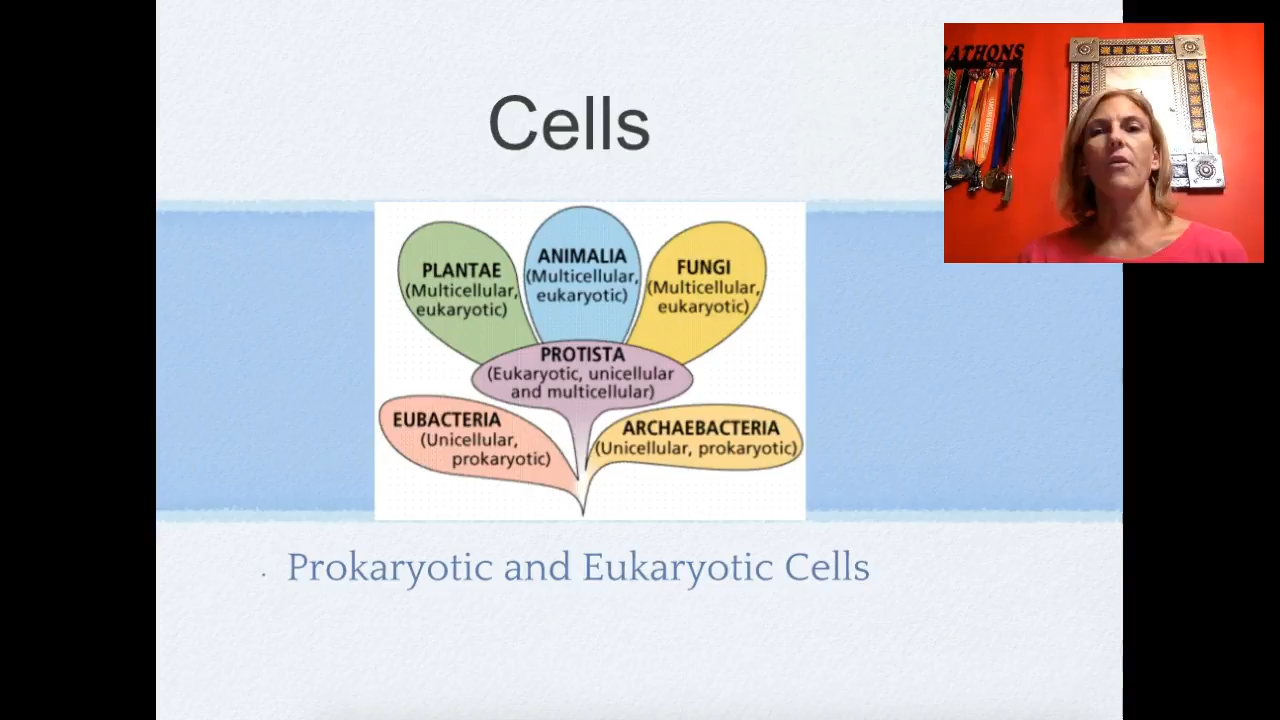 Cells
ATHONS
PLANTAE
(Multicellular,
eukaryotic)
ANIMALIA
(Multicellular,
eukaryotic)
FUNGI
(Multicellular,
eukaryotic)
PROTISTA
(Eukaryotic, unicellular
and multicellular)
EUBACTERIA
(Unicellular,
prokaryotic)
ARCHAEBACTERIA
(Unicellular, prokaryotic)
Prokaryotic and Eukaryotic Cells